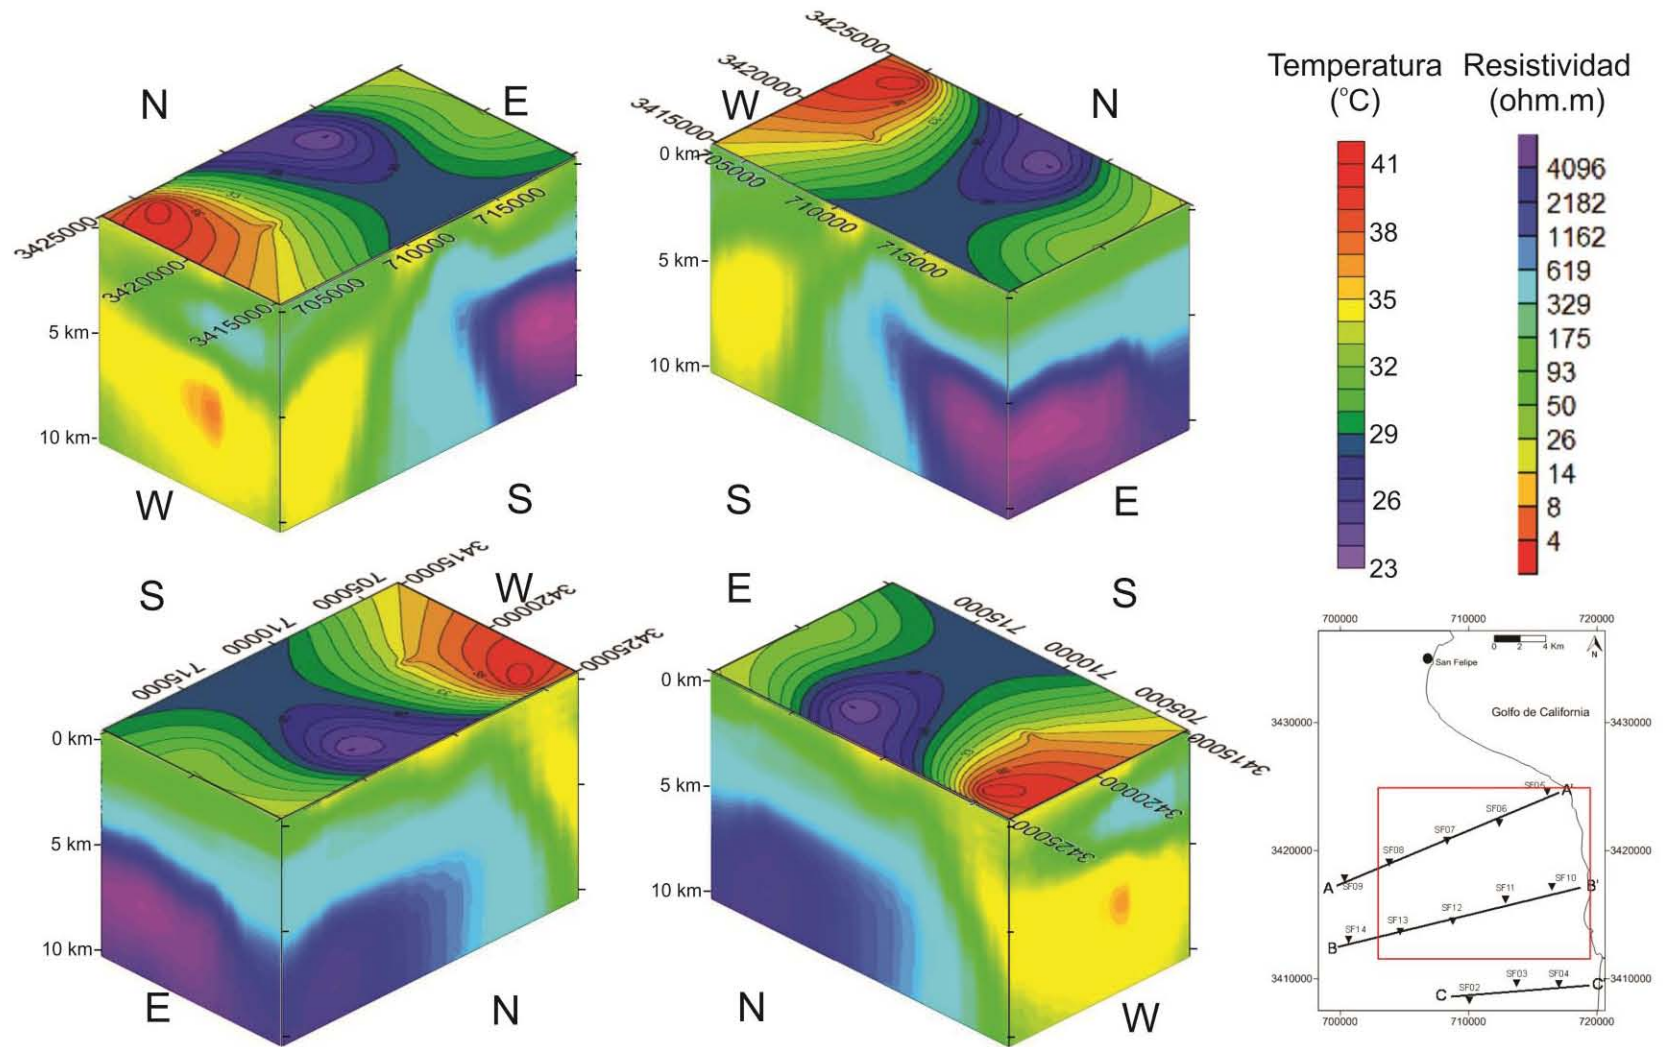 N
E
3425000
3420000
3415000
705000
710000
715000
5 km
10 km
W
S
3425000
3420000
3415000
W
N
0 km
705000
710000
715000
5 km
10 km
S
E
Temperatura
(°C)
41
38
35
32
29
26
23
Resistividad
(ohm.m)
4096
2182
1162
619
329
175
93
50
26
14
8
4
S
W
715000
710000
705000
3415000
3420000
3425000
0 km
5 km
10 km
E
N
E
S
715000
710000
705000
3415000
3420000
3425000
0 km
5 km
10 km
N
W
700000
710000
720000
0 2 4 Km
N
San Felipe
Golfo de California
3430000
3430000
SF05
A'
SF06
SF07
3420000
SF08
3420000
A
SF09
SF10
B'
SF11
SF12
SF13
SF14
B
3410000
SF03
SF04
3410000
C
SF02
C'
700000
710000
720000